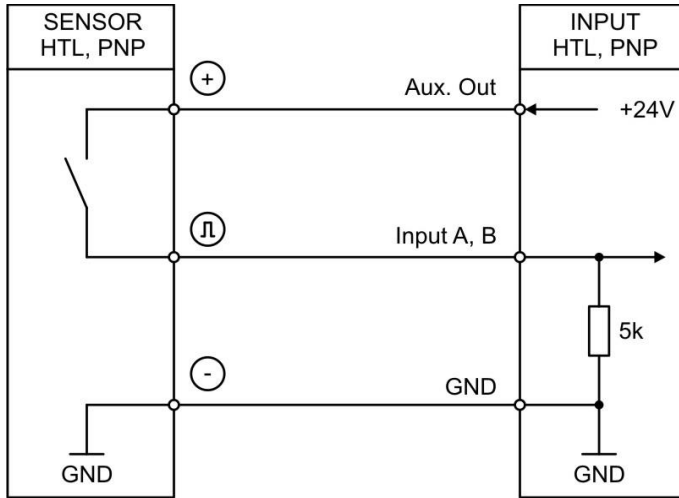 SENSOR
HTL, PNP
INPUT
HTL, PNP
+
Aux. Out
+24V
Input A, B
5k
-
GND
GND
GND